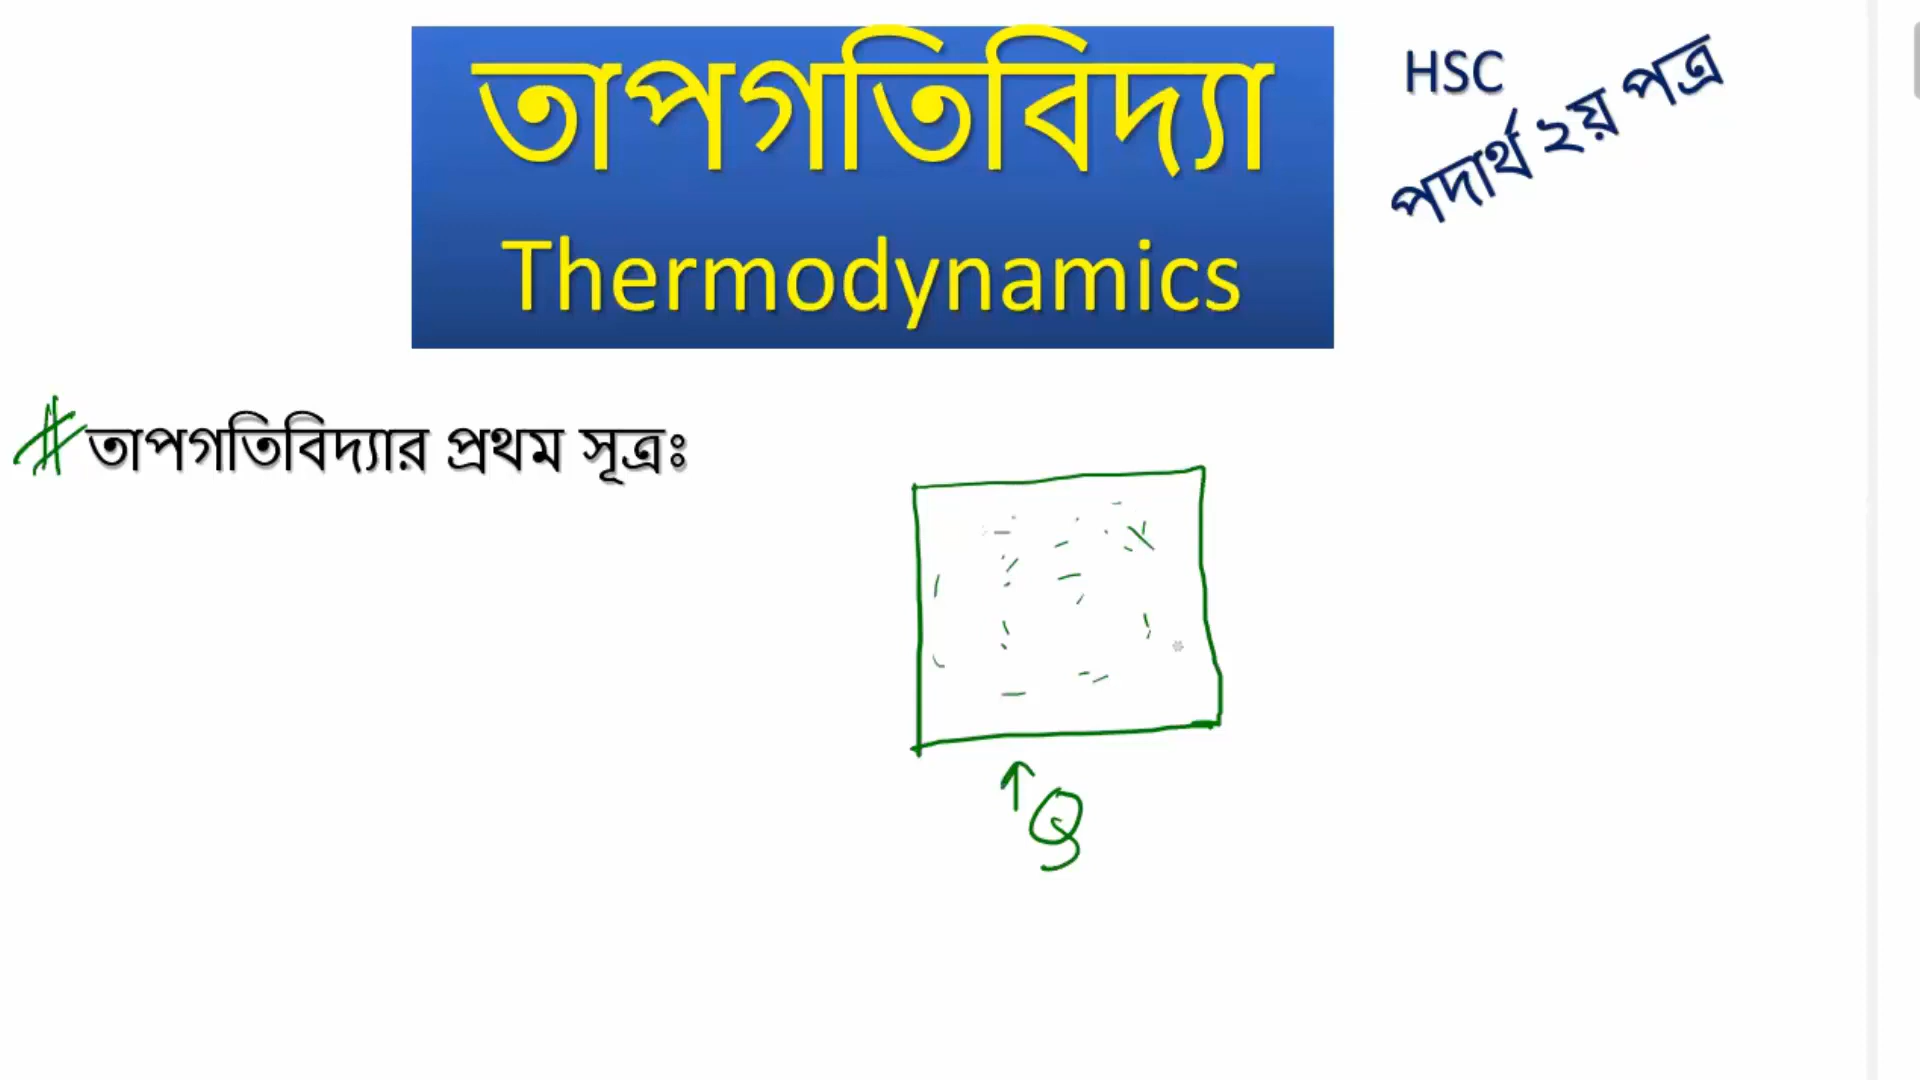 তাপগতিবিদ্যা
Thermodynamics
HSC
পদার্থ ২য় পত্র
# তাপগতিবিদ্যার প্রথম সূত্রঃ
Q